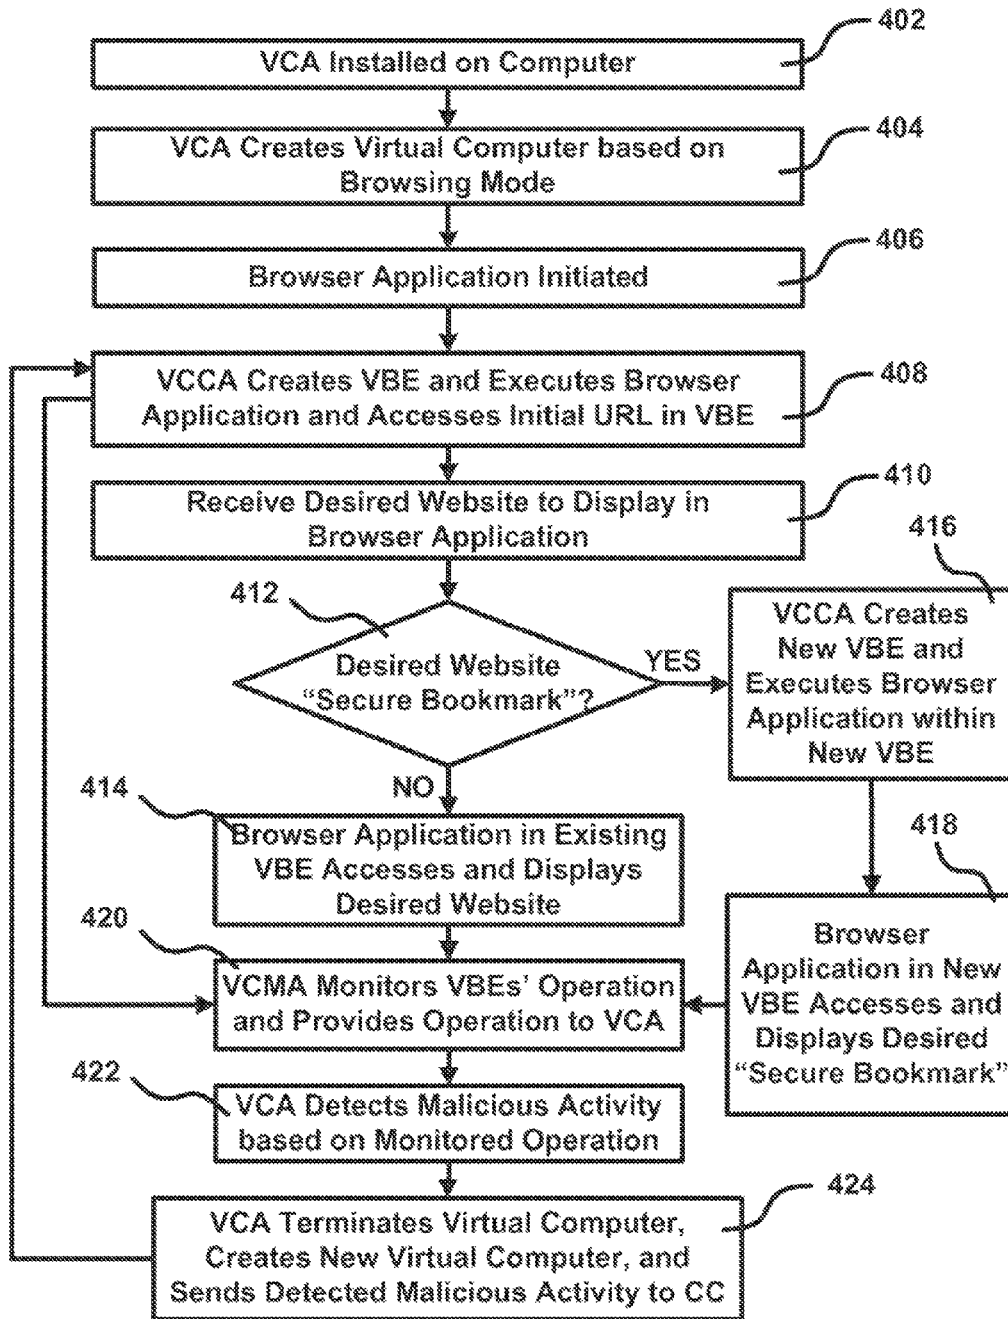 402
VCA Installed on Computer
404
VCA Creates Virtual Computer based on
Browsing Mode
406
Browser Application Initiated
408
VCCA Creates VBE and Executes Browser
Application and Accesses Initial URL in VBE
410
Receive Desired Website to Display in
Browser Application
412
Desired Website
“Secure Bookmark”?
YES
416
VCCA Creates
New VBE and
Executes Browser
Application within
New VBE
NO
414
Browser Application in Existing
VBE Accesses and Displays
Desired Website
418
Browser
Application in New
VBE Accesses and
Displays Desired
“Secure Bookmark”
420
VCMA Monitors VBEs’ Operation
and Provides Operation to VCA
422
VCA Detects Malicious Activity
based on Monitored Operation
424
VCA Terminates Virtual Computer,
Creates New Virtual Computer, and
Sends Detected Malicious Activity to CC